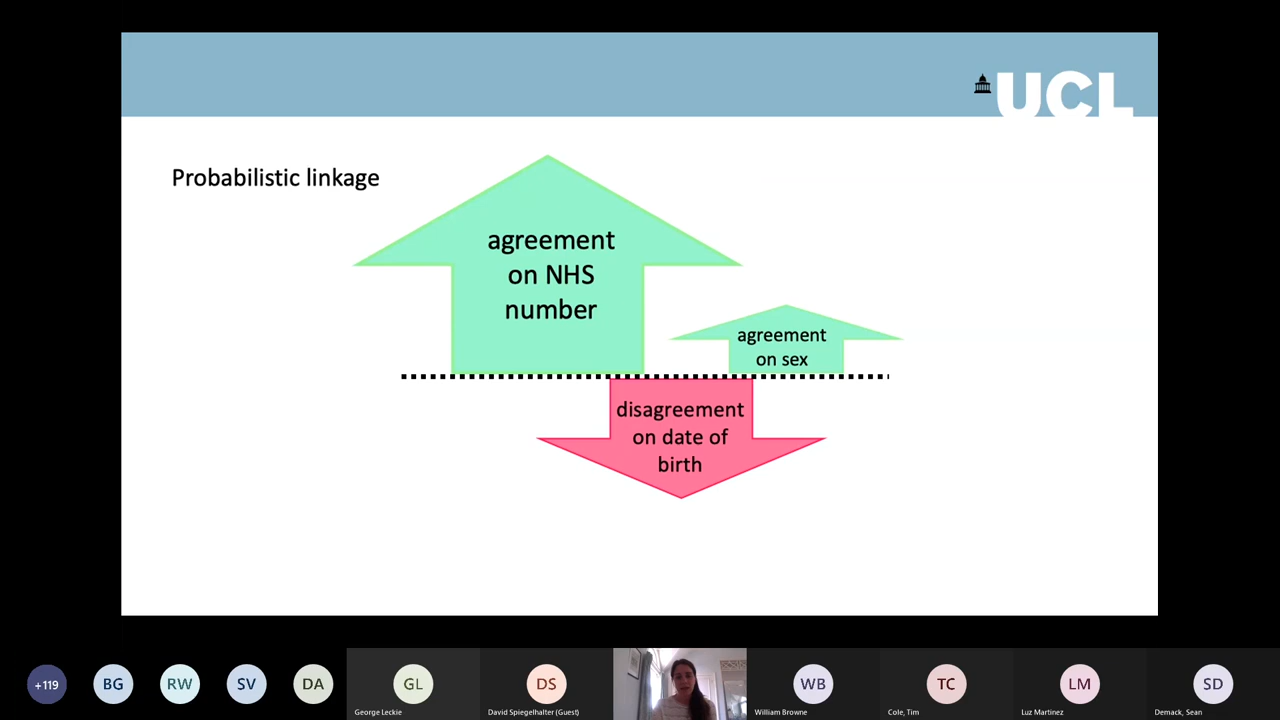 UCL
Probabilistic linkage
agreement
on NHS
number
agreement
on sex
disagreement
on date of
birth
+119
BG
RW
SV
DA
GL
George Leckie
DS
David Spiegelhalter (Guest)
WB
William Browne
TC
Cole, Tim
LM
Luz Martinez
SD
Demack, Sean